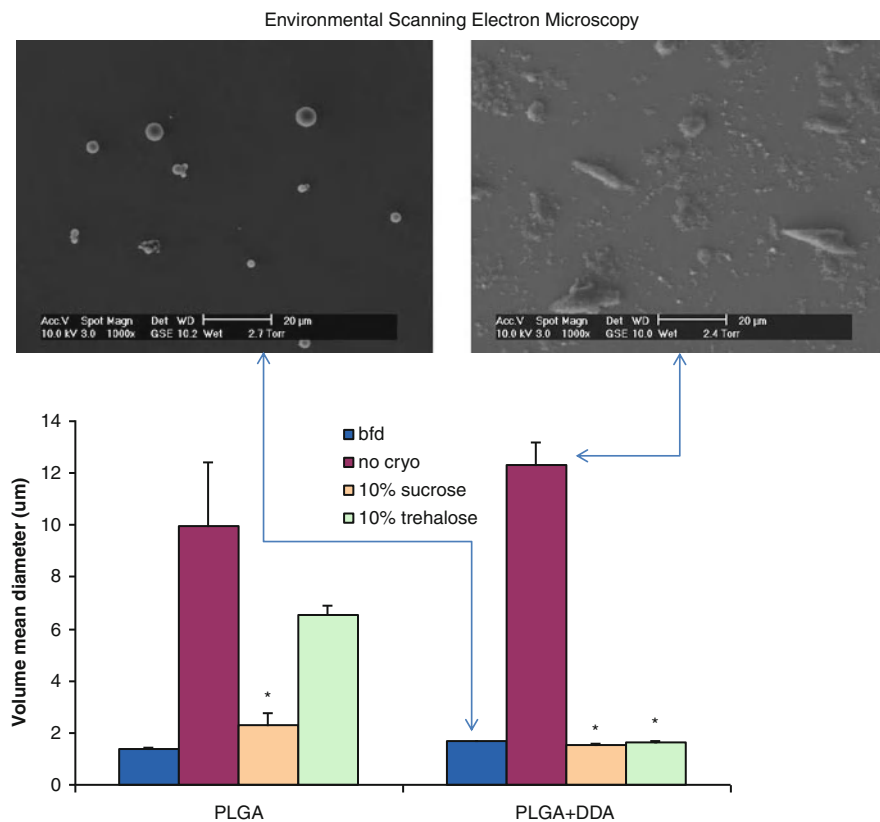 Environmental Scanning Electron Microscopy
Acc.V Spot Magn Det WD 20 µm
10.0 kV 3.0 1000x GSE 10.2 Wet 2.7 Torr
Acc.V Spot Magn Det WD 20 µm
10.0 kV 3.0 1000x GSE 10.0 Wet 2.4 Torr
Volume mean diameter (um)
14
12
10
8
6
4
2
0
bfd
no cryo
10% sucrose
10% trehalose
*
*
*
PLGA
PLGA+DDA